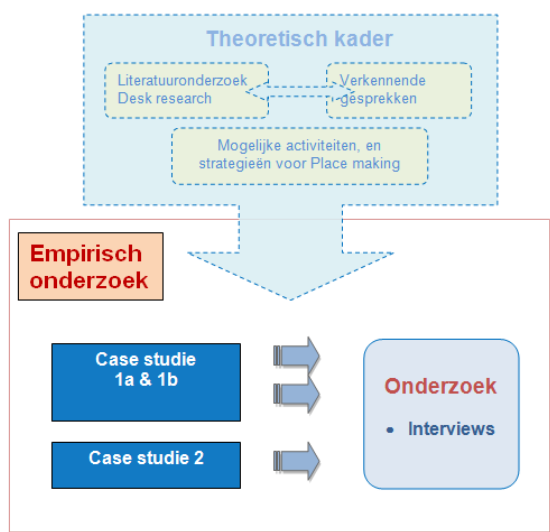 Theoretisch kader
Literatuuronderzoek
Desk research
Verkennende
gesprekken
Mogelijke activiteiten, en
strategieën voor Place making
Empirisch
onderzoek
Case studie
1a & 1b
Case studie 2
Onderzoek
• Interviews